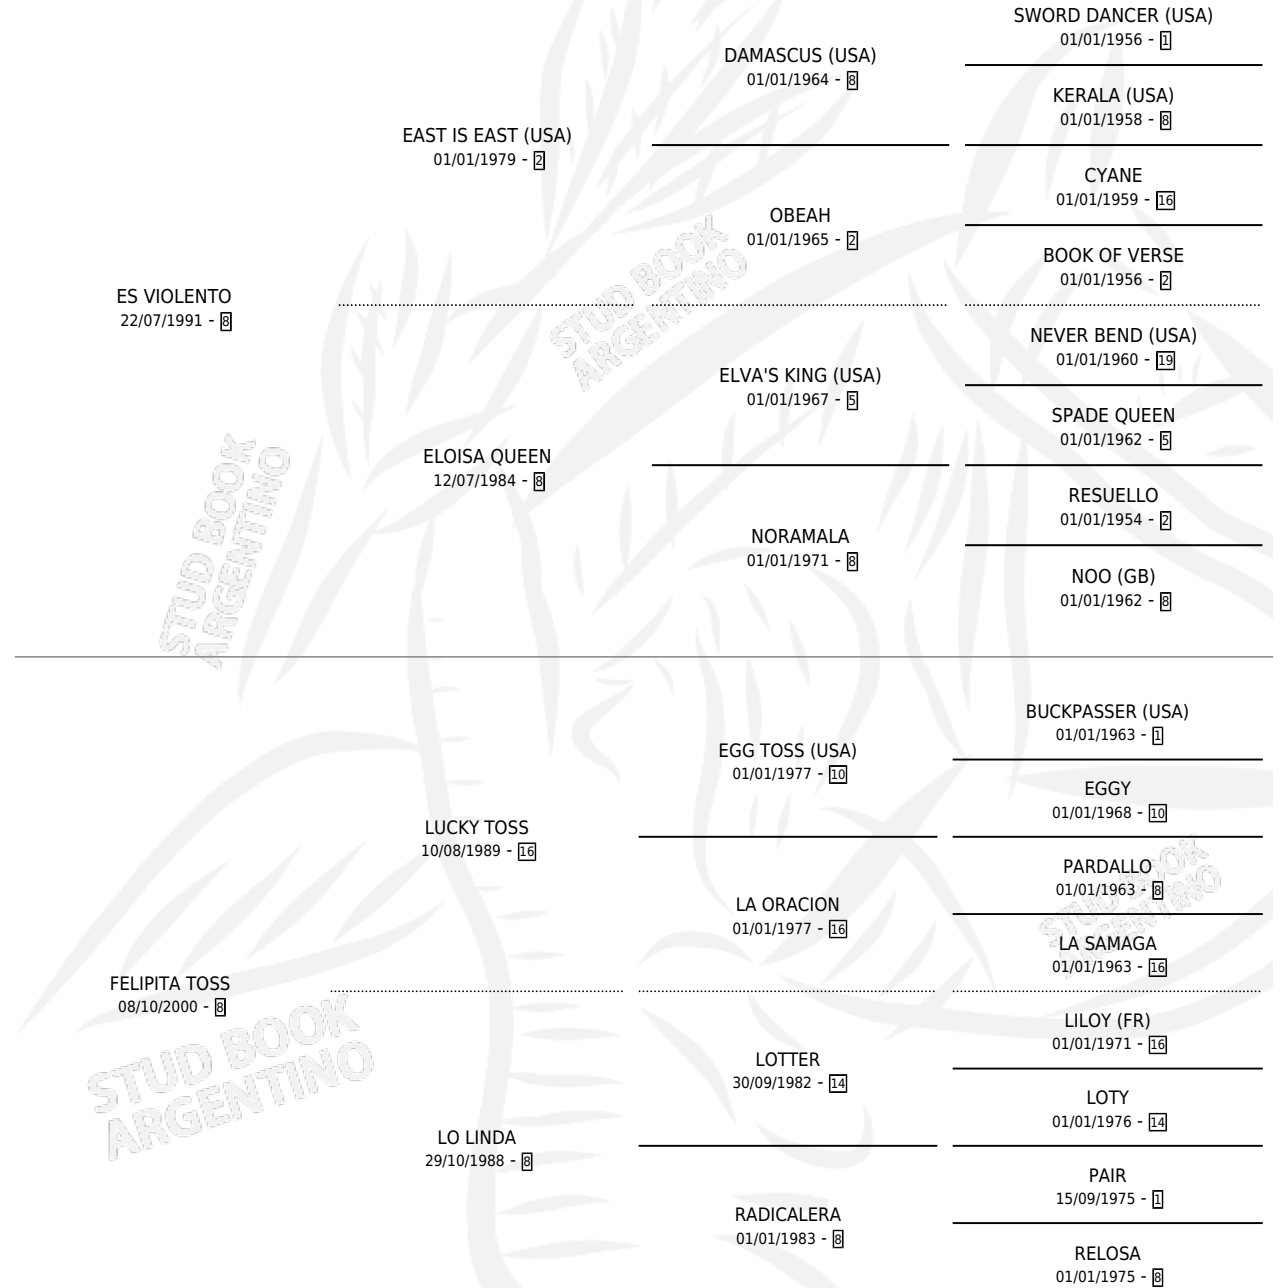 SWORD DANCER (USA)
01/01/1956 - 1
DAMASCUS (USA)
01/01/1964 - 8
KERALA (USA)
01/01/1958 - 8
EAST IS EAST (USA)
01/01/1979 - 2
CYANE
01/01/1959 - 16
OBEAH
01/01/1965 - 2
BOOK OF VERSE
01/01/1956 - 2
ES VIOLENTO
22/07/1991 - 8
NEVER BEND (USA)
01/01/1960 - 19
ELVA'S KING (USA)
01/01/1967 - 5
SPADE QUEEN
01/01/1962 - 5
ELOISA QUEEN
12/07/1984 - 8
RESUELLO
01/01/1954 - 2
NORAMALA
01/01/1971 - 8
NOO (GB)
01/01/1962 - 8
STUD BOOK
ARGENTINO
STUD BOOK
ARGENTINO
BUCKPASSER (USA)
01/01/1963 - 1
EGG TOSS (USA)
01/01/1977 - 10
EGGY
01/01/1968 - 10
LUCKY TOSS
10/08/1989 - 16
PARDALLO
01/01/1963 - 8
LA ORACION
01/01/1977 - 16
LA SAMAGA
01/01/1963 - 16
FELIPITA TOSS
08/10/2000 - 8
LILOY (FR)
01/01/1971 - 16
LOTTER
30/09/1982 - 14
LOTY
01/01/1976 - 14
LO LINDA
29/10/1988 - 8
PAIR
15/09/1975 - 1
RADICALERA
01/01/1983 - 8
RELOSA
01/01/1975 - 8
STUD BOOK
ARGENTINO
STUD BOOK
ARGENTINO